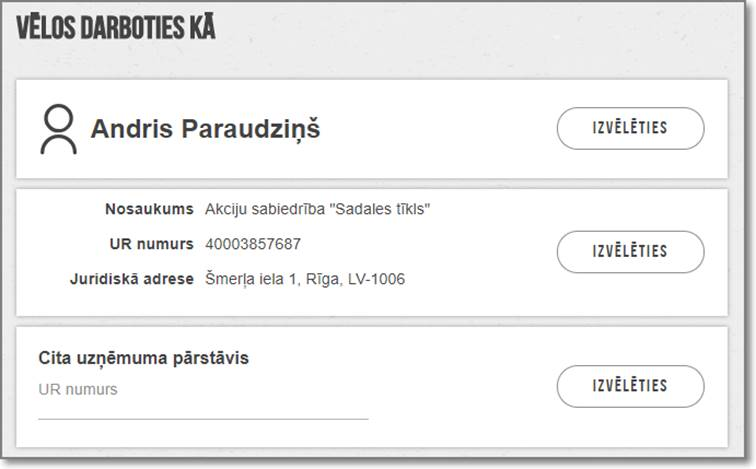 VĒLOS DARBOTIES KĀ
Andris Paraudziņš
IZVĒLĒTIES
Nosaukums Akciju sabiedrība "Sadales tīkls"
UR numurs 40003857687
IZVĒLĒTIES
Juridiskā adrese Šmerļa iela 1, Rīga, LV-1006
Cita uzņēmuma pārstāvis
UR numurs
IZVĒLĒTIES